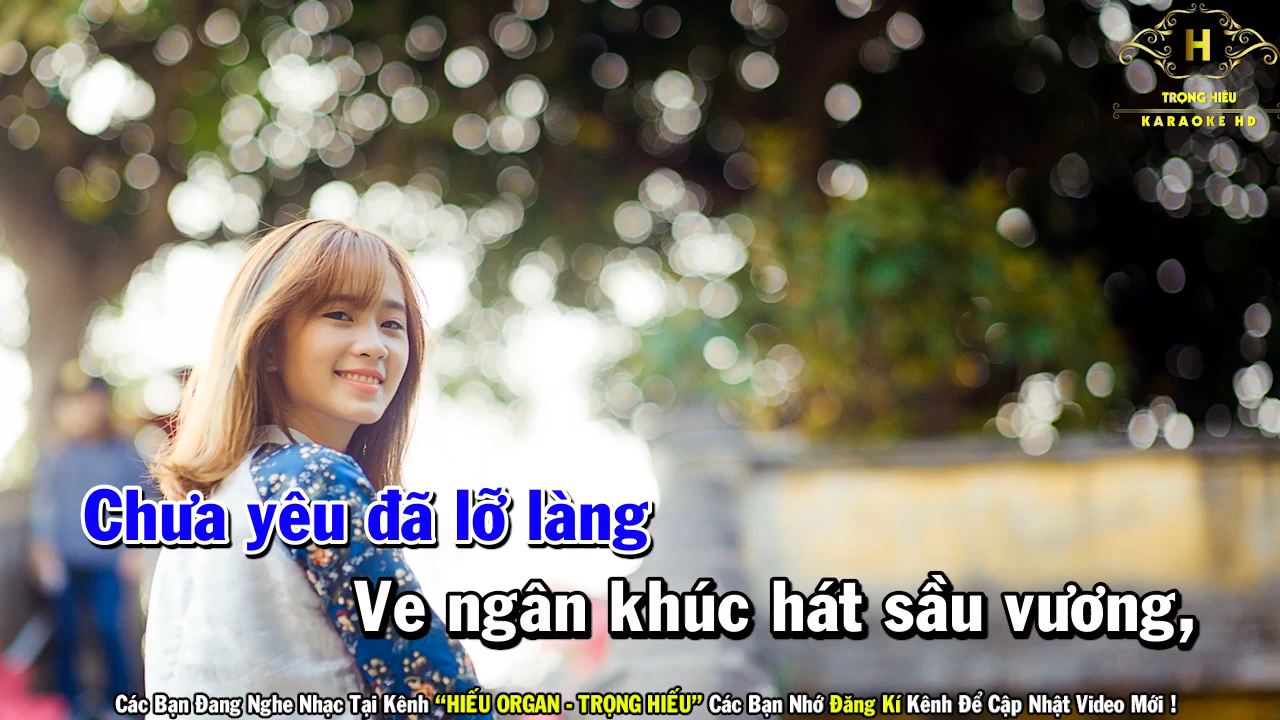 H
TRỌNG HIẾU
KARAOKE HD
Chưa yêu đã lỡ làng
Ve ngân khúc hát sầu vương,
Các Bạn Đang Nghe Nhạc Tại Kênh “HIẾU ORGAN - TRỌNG HIẾU” Các Bạn Nhớ Đăng Kí Kênh Để Cập Nhật Video Mới !